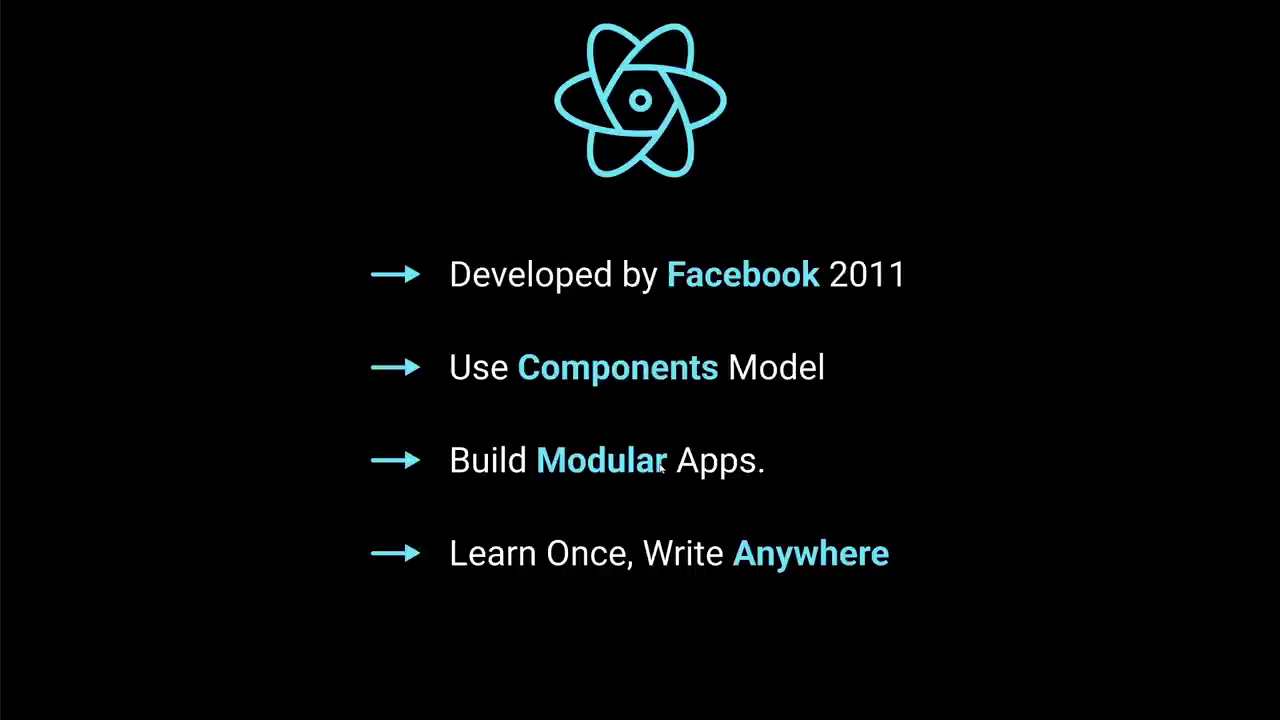 Developed by Facebook 2011
Use Components Model
Build Modular Apps.
Learn Once, Write Anywhere